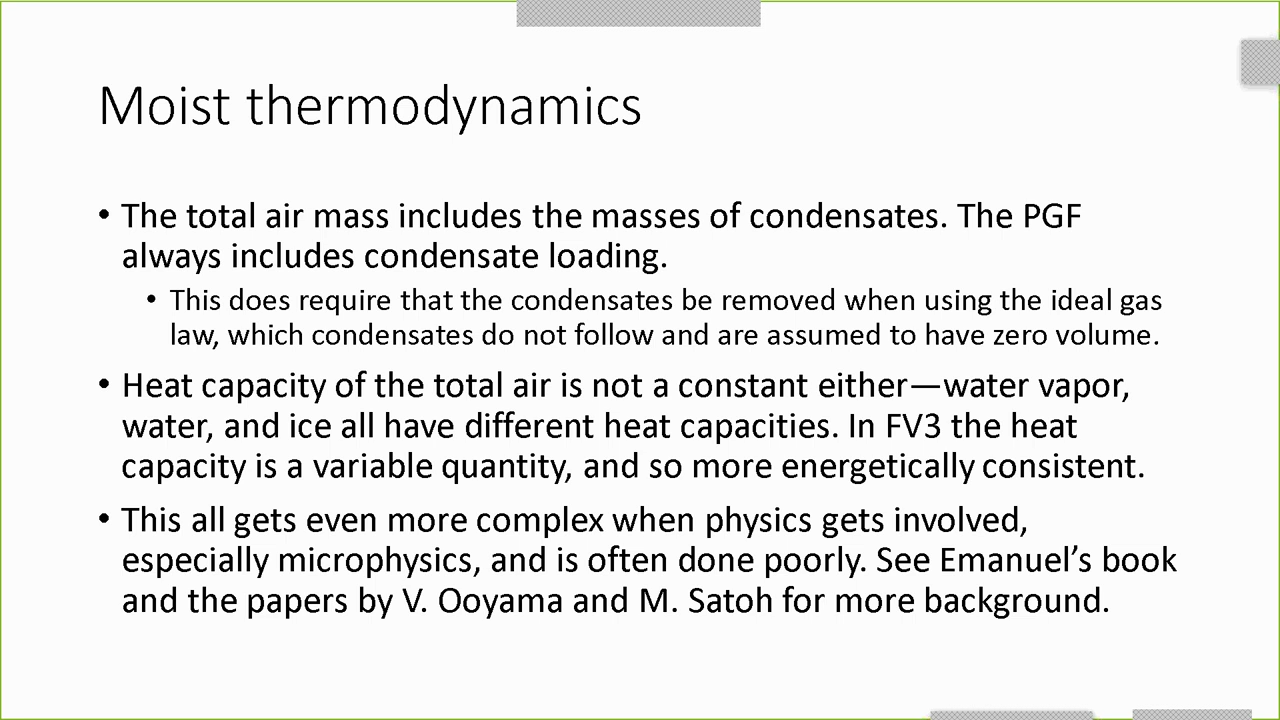 Moist thermodynamics
• The total air mass includes the masses of condensates. The PGF
always includes condensate loading.
• This does require that the condensates be removed when using the ideal gas
law, which condensates do not follow and are assumed to have zero volume.
• Heat capacity of the total air is not a constant either—water vapor,
water, and ice all have different heat capacities. In FV3 the heat
capacity is a variable quantity, and so more energetically consistent.
• This all gets even more complex when physics gets involved,
especially microphysics, and is often done poorly. See Emanuel’s book
and the papers by V. Ooyama and M. Satoh for more background.